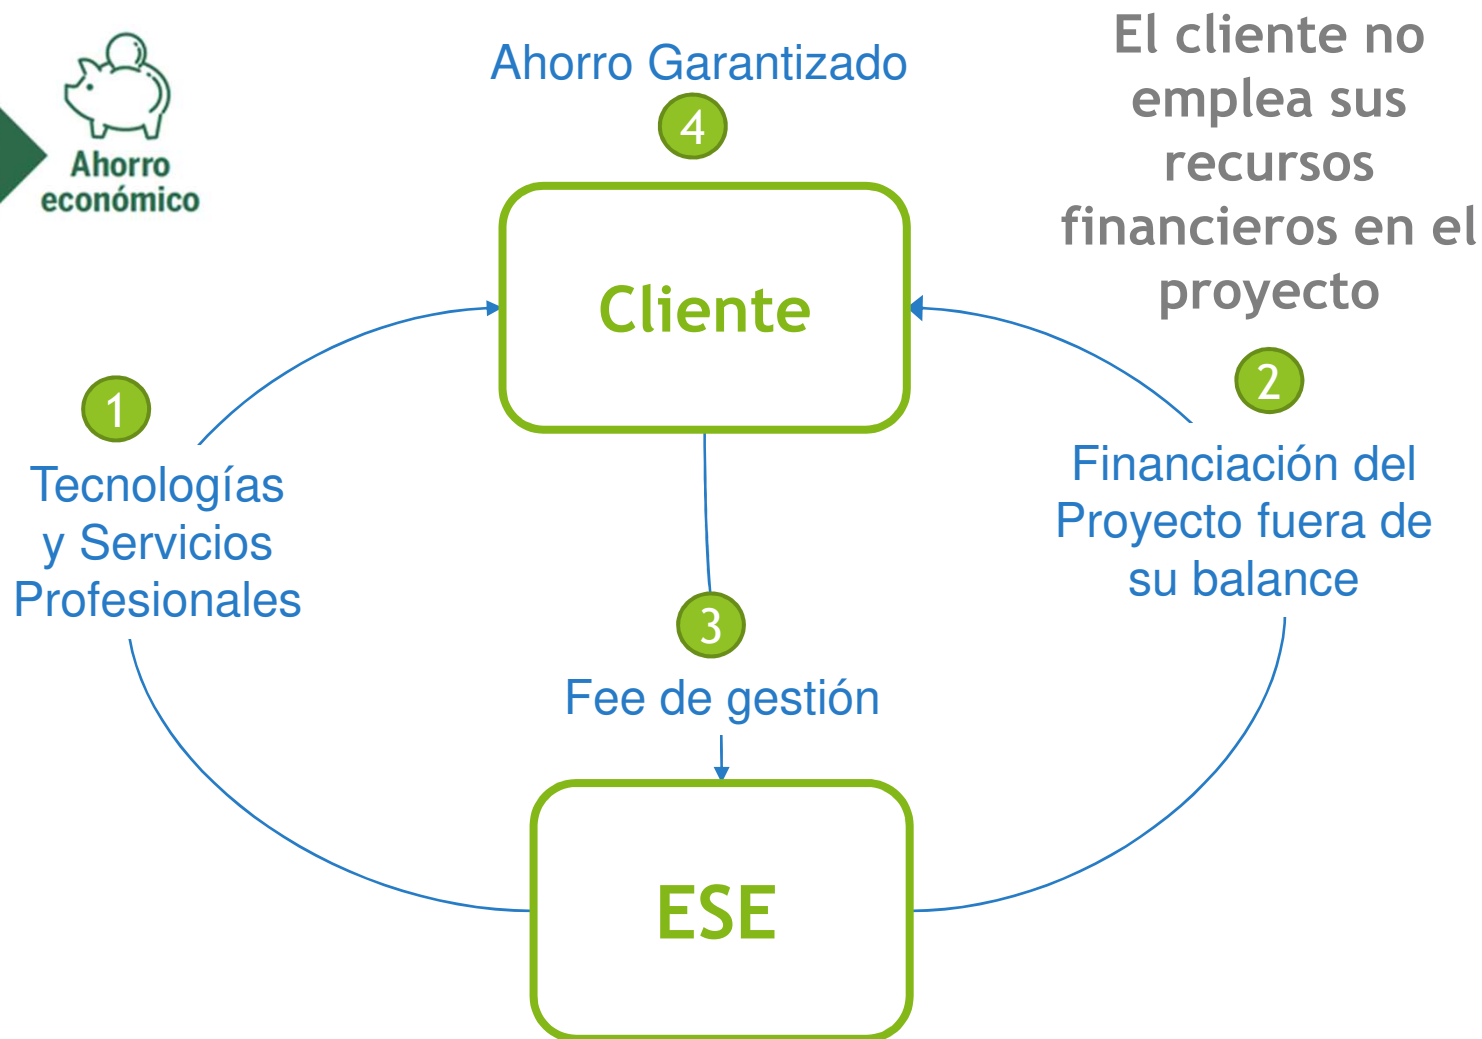 Ahorro
económico
Ahorro Garantizado
4
El cliente no
emplea sus
recursos
financieros en el
proyecto
Cliente
1
Tecnologías
y Servicios
Profesionales
2
Financiación del
Proyecto fuera de
su balance
3
Fee de gestión
ESE